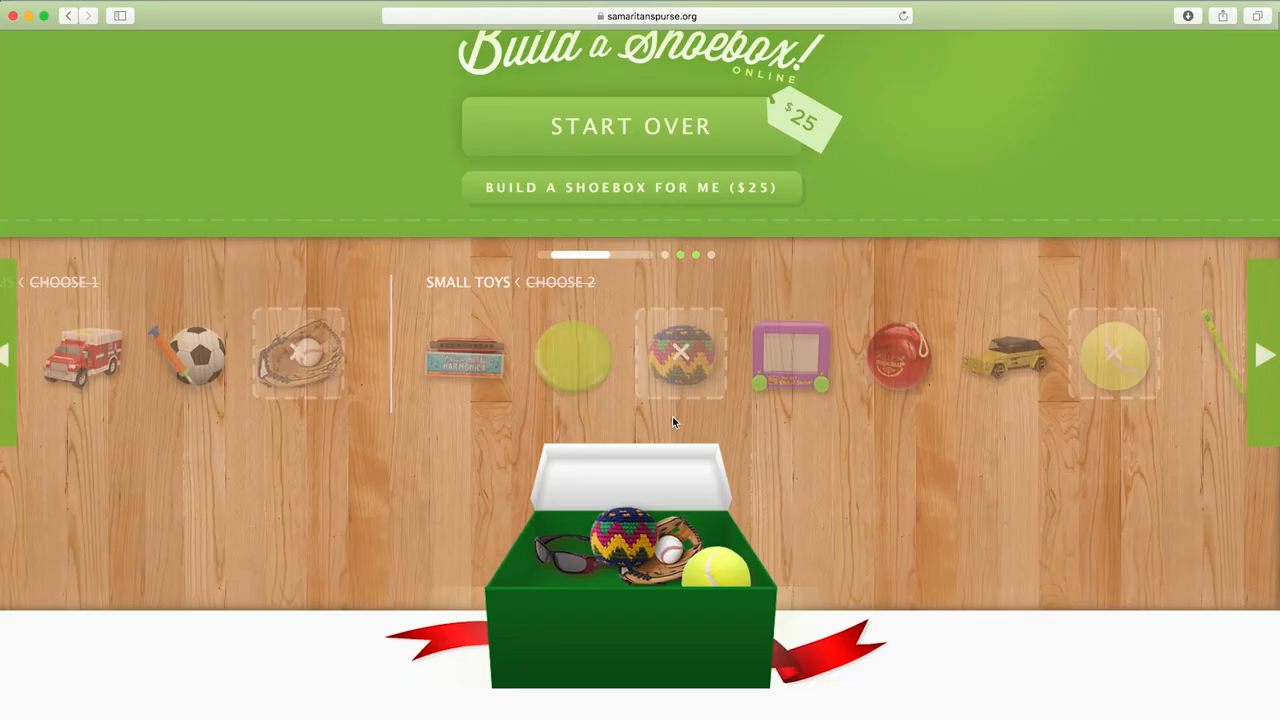 samaritanspurse.org
Build a Shoebox!
ONLINE
START OVER
$25
BUILD A SHOEBOX FOR ME ($25)
< CHOOSE 1
SMALL TOYS < CHOOSE 2
HARMONICA